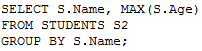 SELECT S.Name, MAX(S.Age)
FROM STUDENTS S2
GROUP BY S.Name;